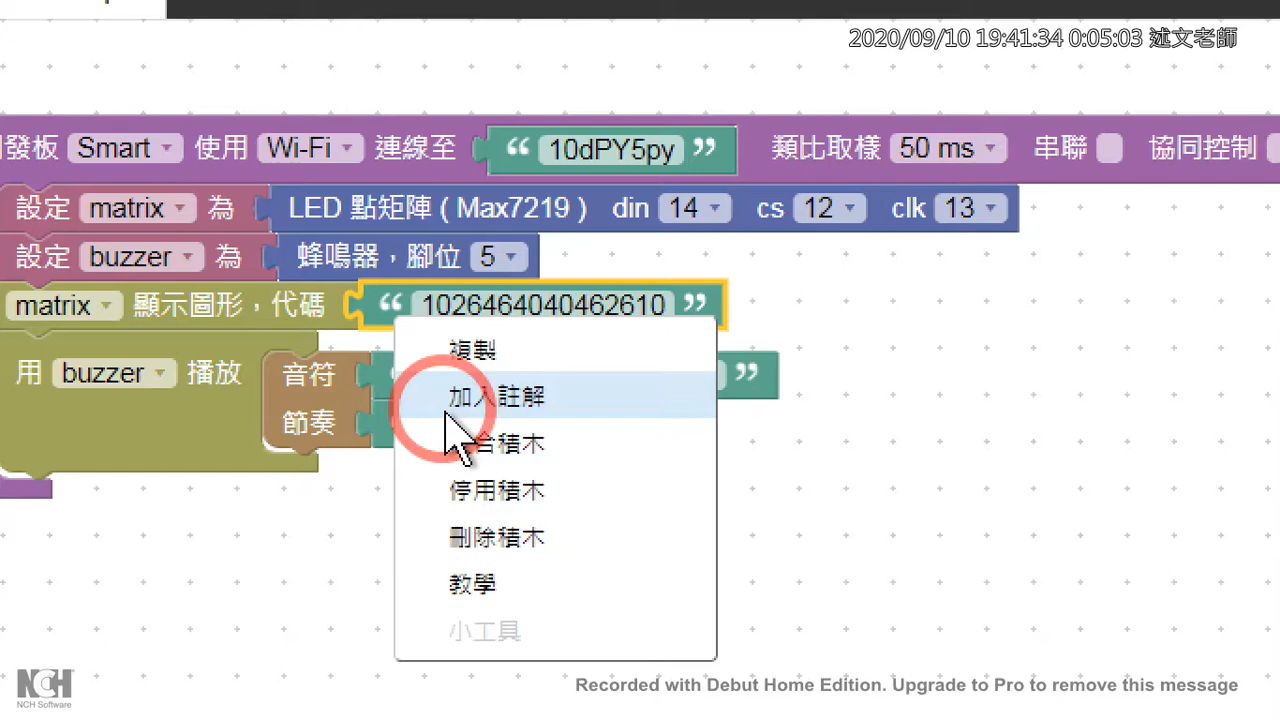 2020/09/10 19:41:34 0:05:03 述文老師
開發板 Smart 使用 Wi-Fi 連線至 “ 10dPY5py ” 類比取樣 50 ms 串聯 協同控制
設定 matrix 為 LED 點矩陣 ( Max7219 ) din 14 cs 12 clk 13
設定 buzzer 為 蜂鳴器，腳位 5
matrix 顯示圖形，代碼 “ 1026464040462610 ”
複製
用 buzzer 播放 音符 ”
加入註解
節奏
合積木
停用積木
刪除積木
教學
小工具
NCH
NCH Software
Recorded with Debut Home Edition. Upgrade to Pro to remove this message